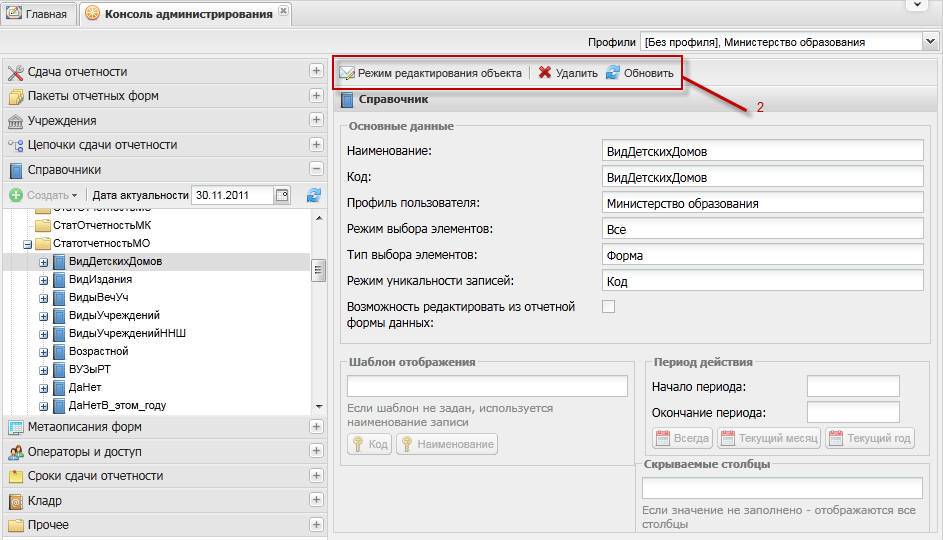 Главная
Консоль администрирования
Профили [Без профиля], Министерство образования
Сдача отчетности
Пакеты отчетных форм
Учреждения
Цепочки сдачи отчетности
Справочники
Создать Дата актуальности 30.11.2011
СтатОтчетностьМС
СтатОтчетностьМК
СтатотчетностьМО
ВидДетскихДомов
ВидИздания
ВидыВечУч
ВидыУчреждений
ВидыУчрежденийННШ
Возрастной
ВУЗыРТ
ДаНет
ДаНетВ_этом_году
Метаописания форм
Операторы и доступ
Сроки сдачи отчетности
Кладр
Прочее
Режим редактирования объекта Удалить Обновить
2
Справочник
Основные данные
Наименование: ВидДетскихДомов
Код: ВидДетскихДомов
Профиль пользователя: Министерство образования
Режим выбора элементов: Все
Тип выбора элементов: Форма
Режим уникальности записей: Код
Возможность редактировать из отчетной
формы данных:
Шаблон отображения
Если шаблон не задан, используется
наименование записи
Код Наименование
Период действия
Начало периода:
Окончание периода:
Всегда Текущий месяц Текущий год
Скрываемые столбцы
Если значение не заполнено - отображаются все
столбцы